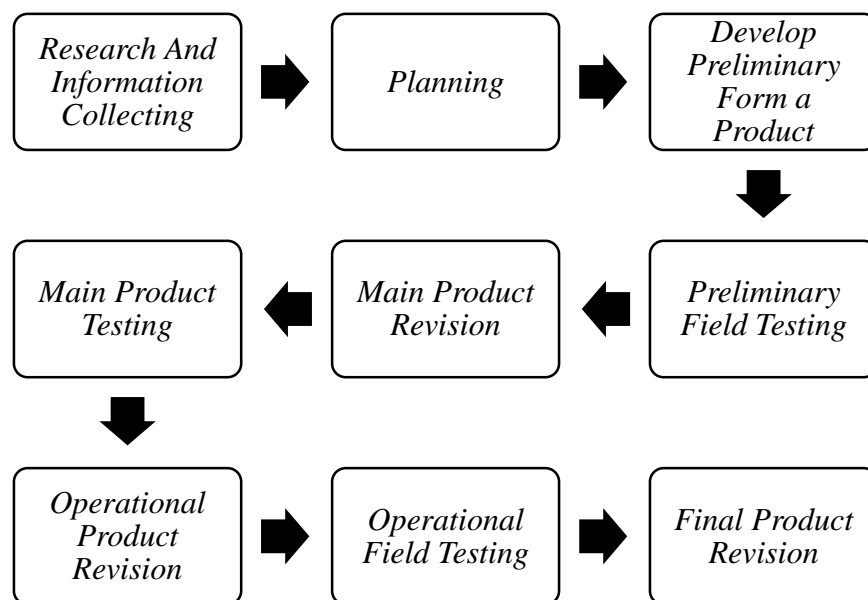 Research And
Information
Collecting
Planning
Develop
Preliminary
Form a
Product
Preliminary
Field Testing
Main Product
Revision
Main Product
Testing
Operational
Product
Revision
Operational
Field Testing
Final Product
Revision